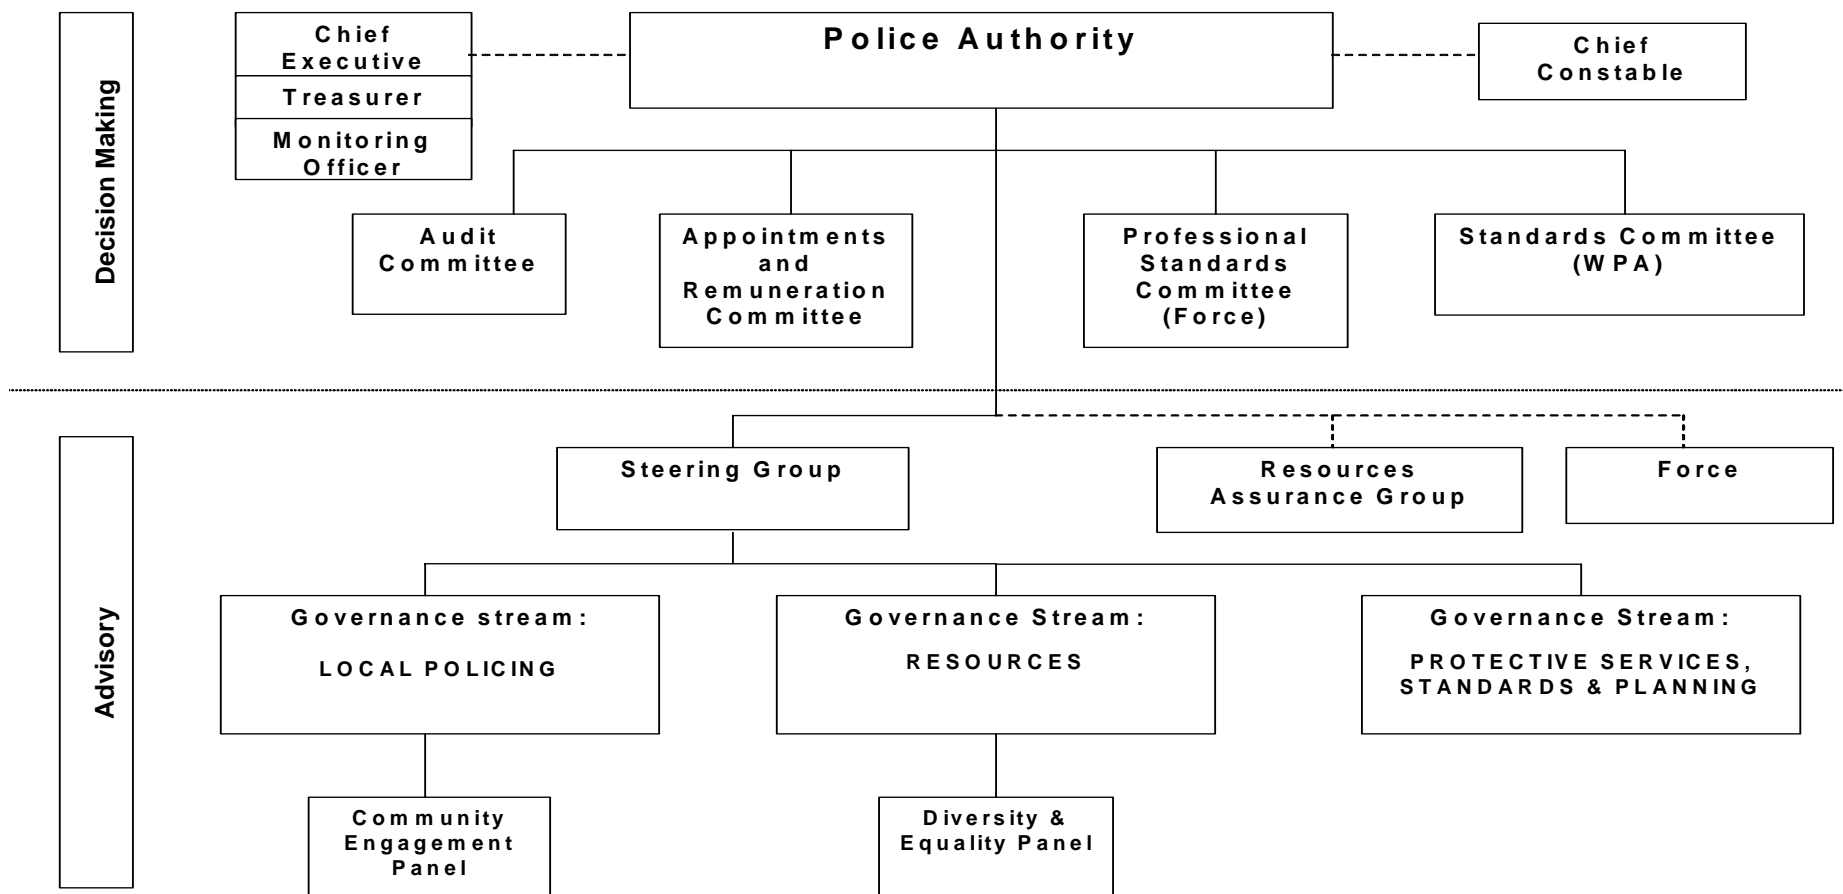 Decision Making
Chief
Executive
Treasurer
Monitoring
Officer
Police Authority
Chief
Constable
Audit
Committee
Appointments
and
Remuneration
Committee
Professional
Standards
Committee
(Force)
Standards Committee
(WPA)
Advisory
Steering Group
Resources
Assurance Group
Force
Governance stream:
LOCAL POLICING
Governance Stream:
RESOURCES
Governance Stream:
PROTECTIVE SERVICES,
STANDARDS & PLANNING
Community
Engagement
Panel
Diversity &
Equality Panel